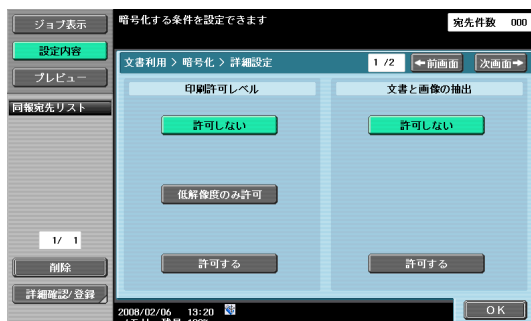 ジョブ表示
設定内容
プレビュー
同報宛先リスト
1/ 1
削除
詳細確認/登録
暗号化する条件を設定できます
宛先件数 000
文書利用 > 暗号化 > 詳細設定
1 /2
←前画面
次画面→
印刷許可レベル
許可しない
低解像度のみ許可
許可する
文書と画像の抽出
許可しない
許可する
2008/02/06 13:20
OK